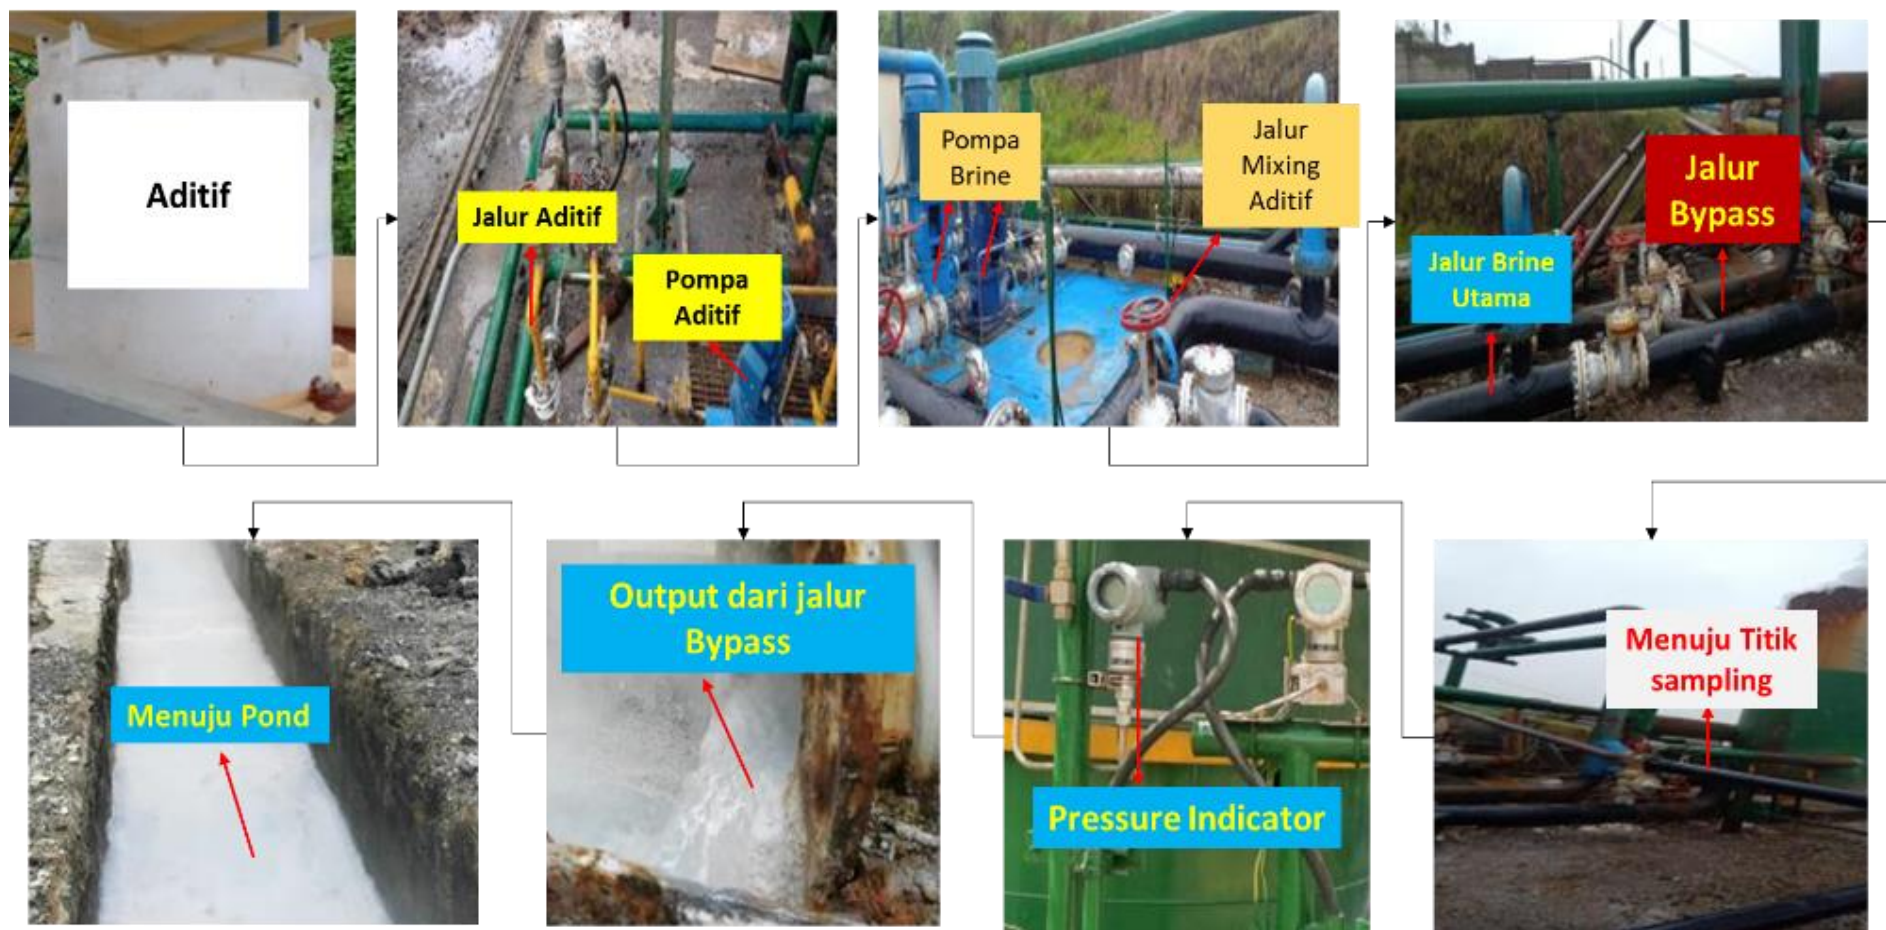 Aditif
Jalur Aditif
Pompa
Aditif
Pompa
Brine
Jalur
Mixing
Aditif
Jalur Brine
Utama
Jalur
Bypass
Menuju Titik
sampling
Pressure Indicator
Output dari jalur
Bypass
Menuju Pond